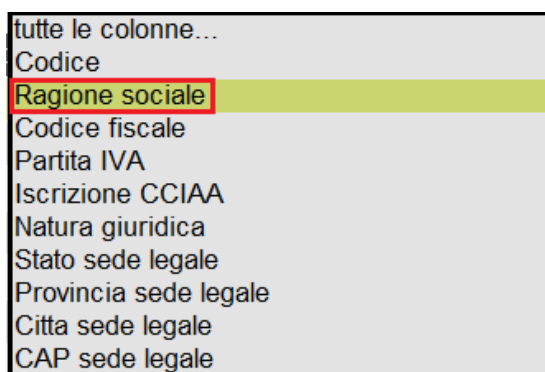 tutte le colonne...
Codice
Ragione sociale
Codice fiscale
Partita IVA
Iscrizione CCIAA
Natura giuridica
Stato sede legale
Provincia sede legale
Citta sede legale
CAP sede legale